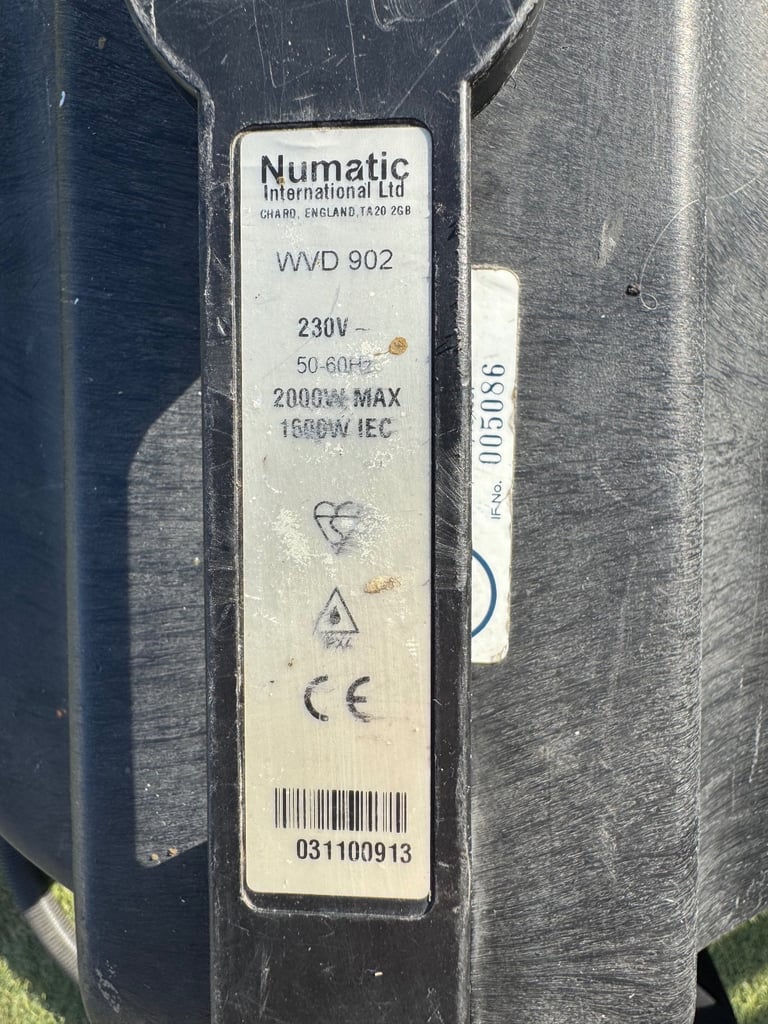 Numatic
International Ltd
CHARD, ENGLAND, TA20 2GB
WVD 902
230V ~
50-60Hz
2000W MAX
1600W IEC
IPX4
CE
031100913
IF-No. 005086